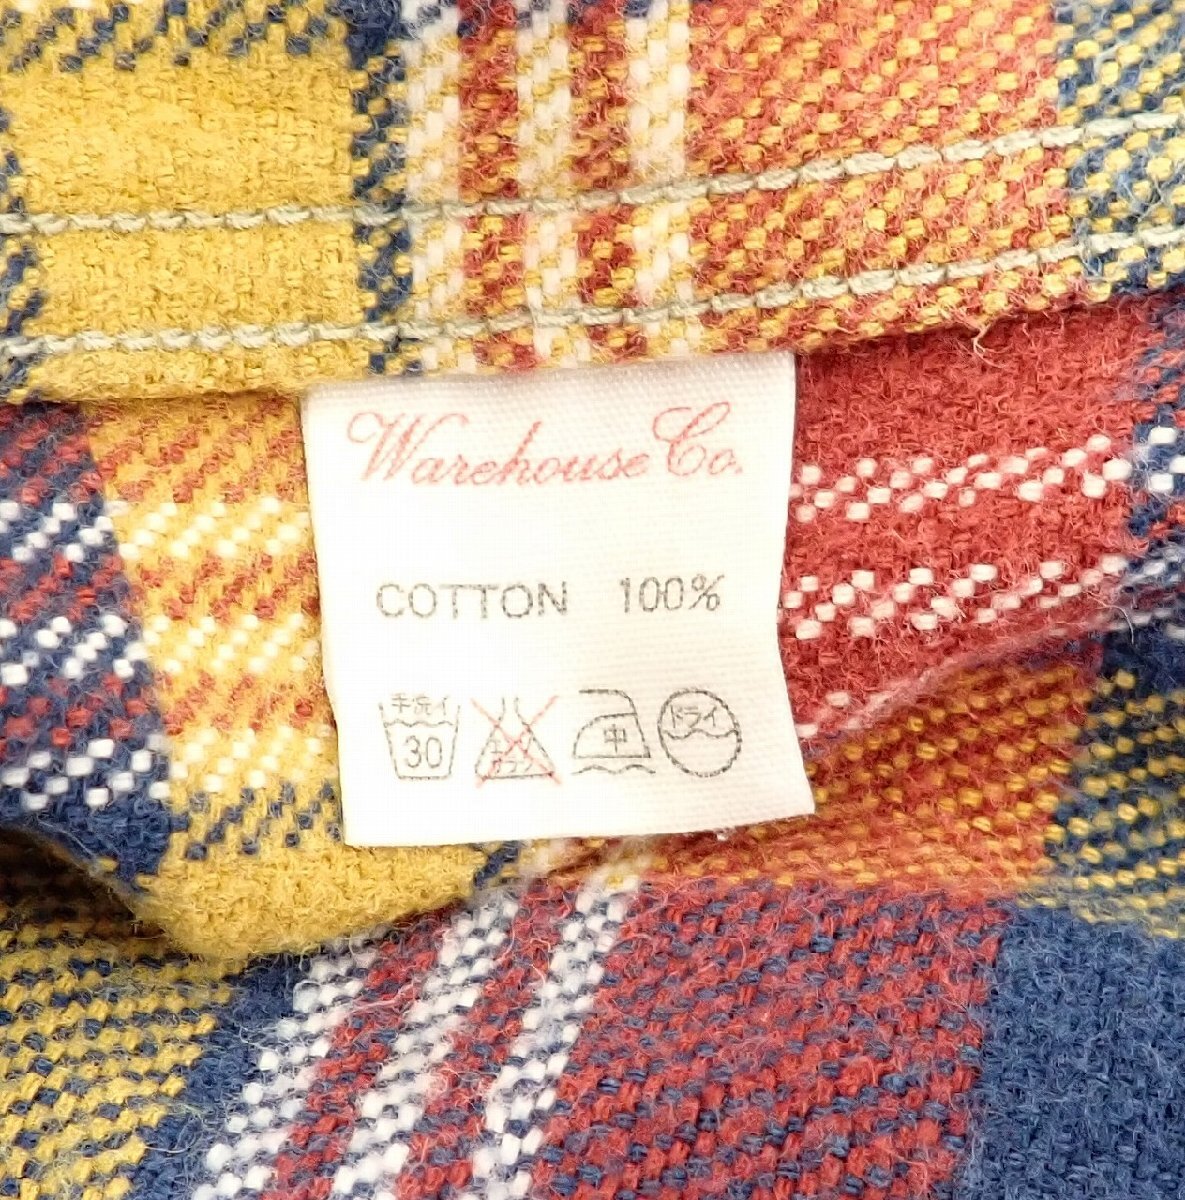 Warehouse Co.
COTTON 100%
手洗イ
30
エンソ
サラシ
中
ドライ